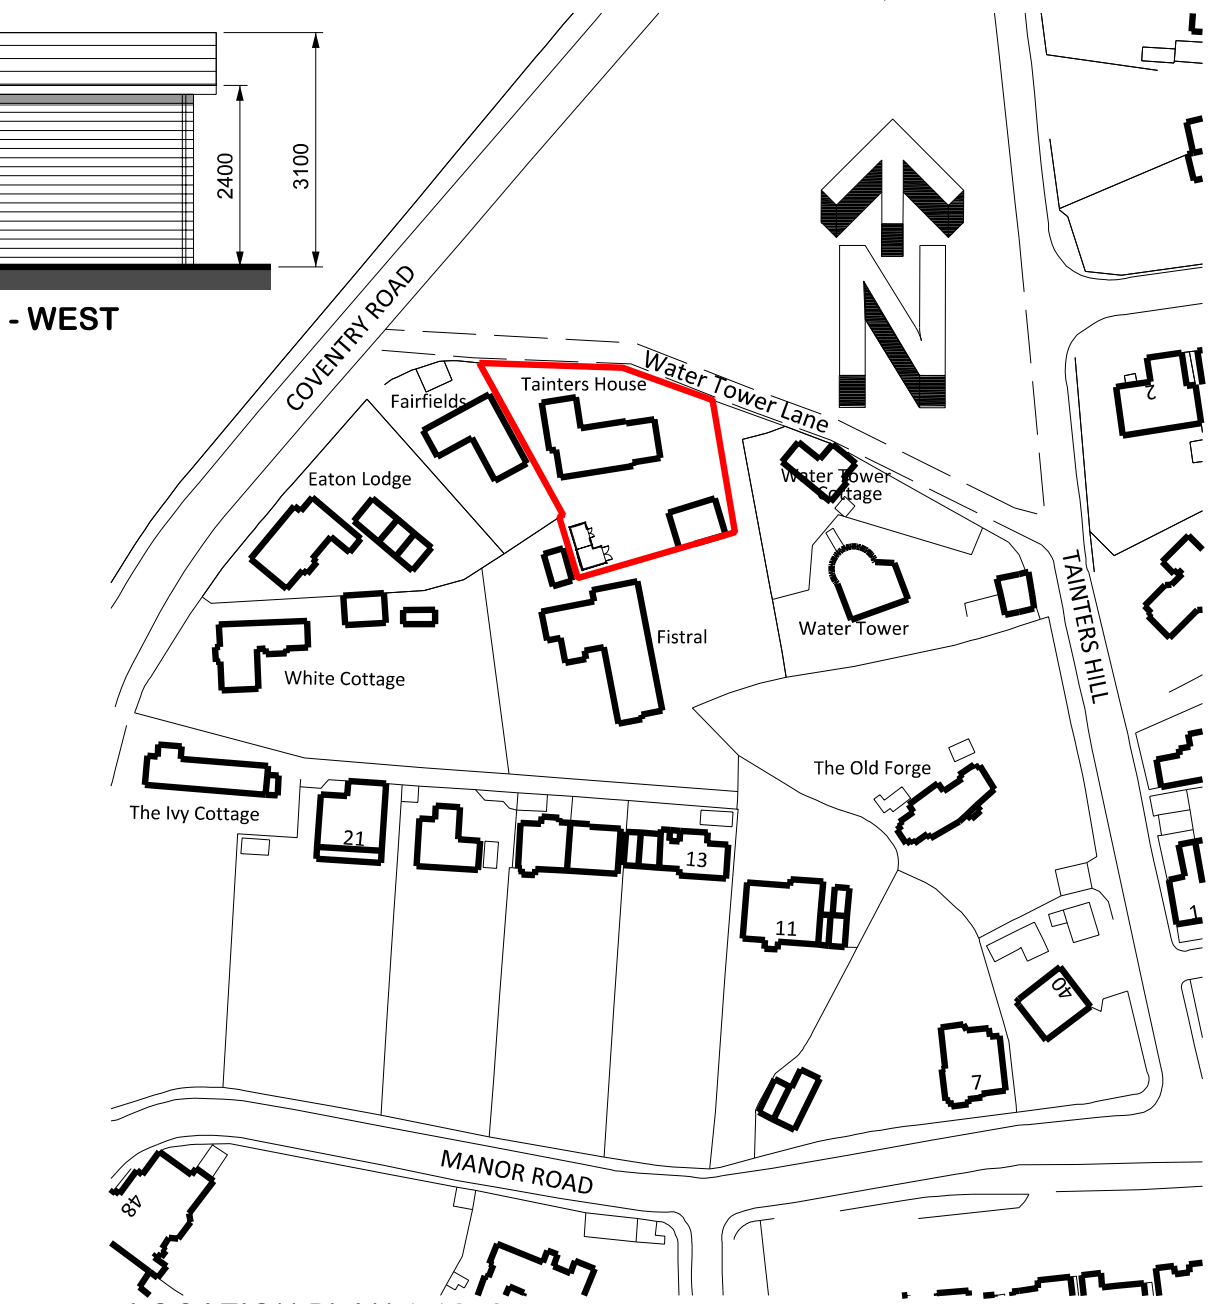 2400
3100
- WEST
N
COVENTRY ROAD
Water Tower Lane
Tainters House
Fairfields
2
Eaton Lodge
Water Tower
Cottage
TAINTERS HILL
Water Tower
Fistral
White Cottage
The Old Forge
The Ivy Cottage
21
13
11
1
40
7
MANOR ROAD
48